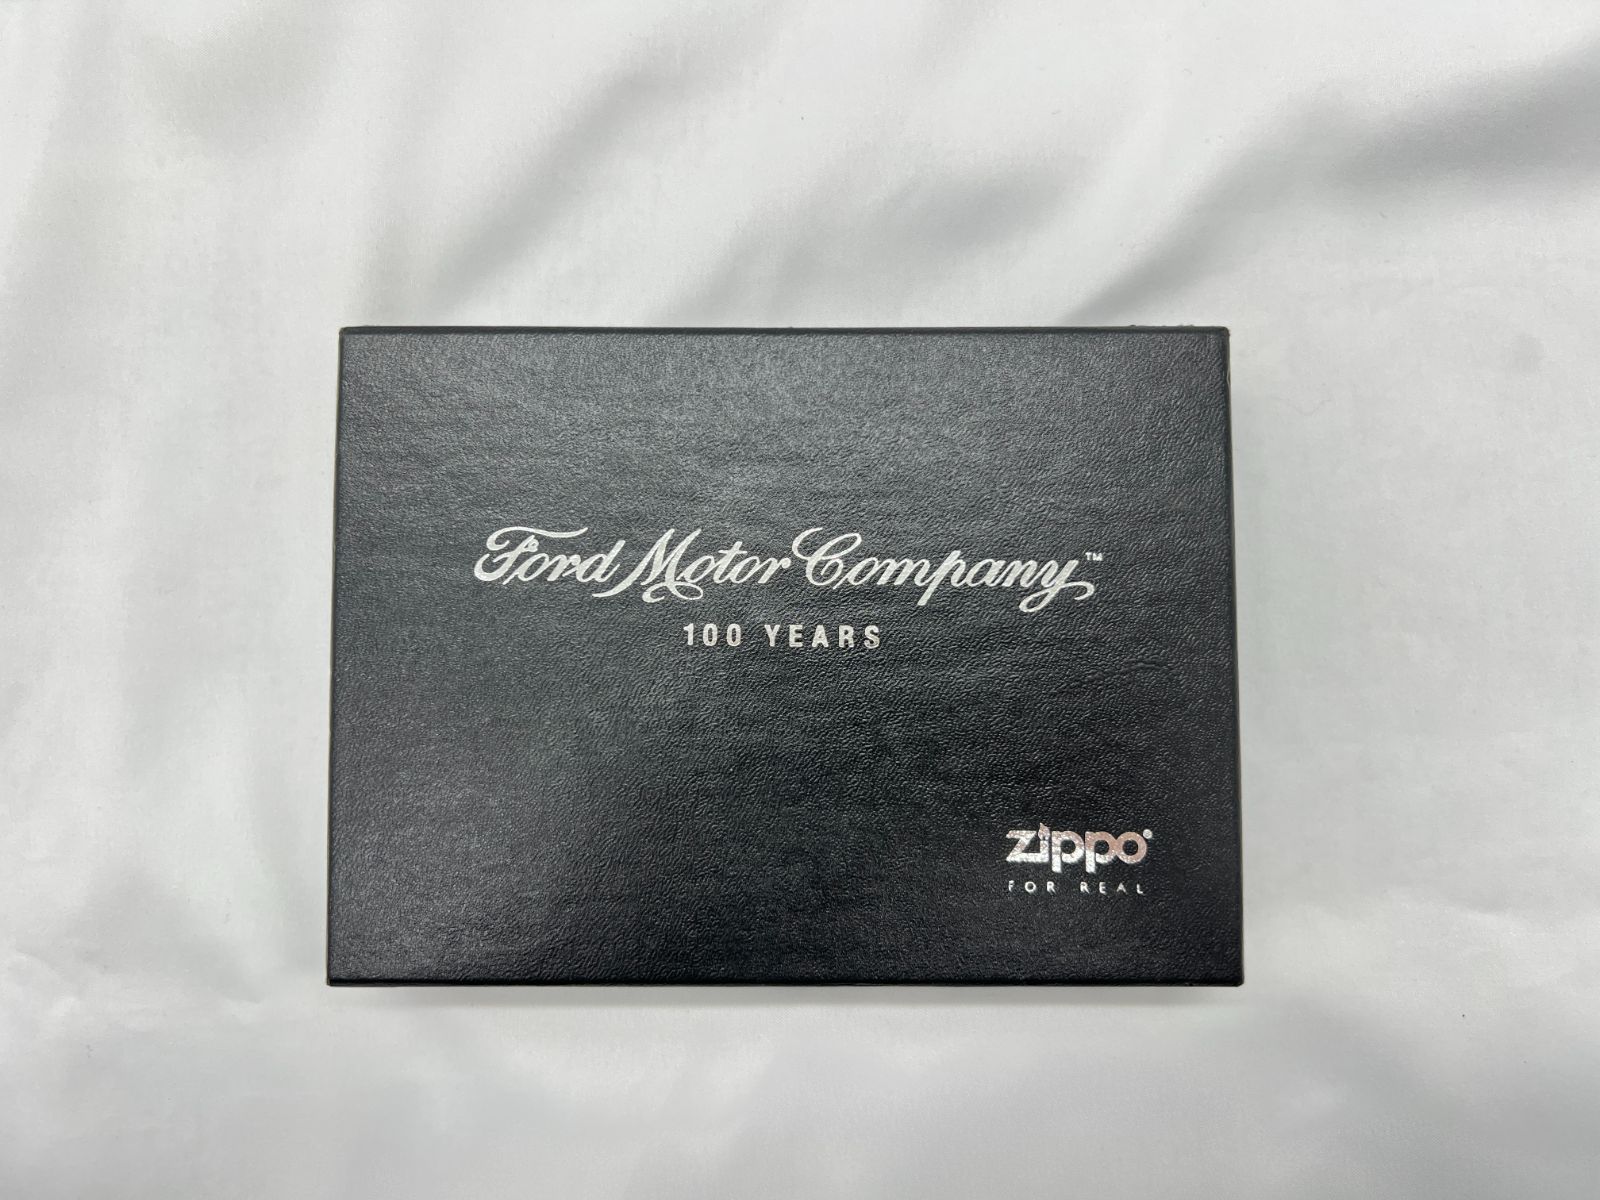 Ford Motor Company™
100 YEARS
zippo®
FOR REAL